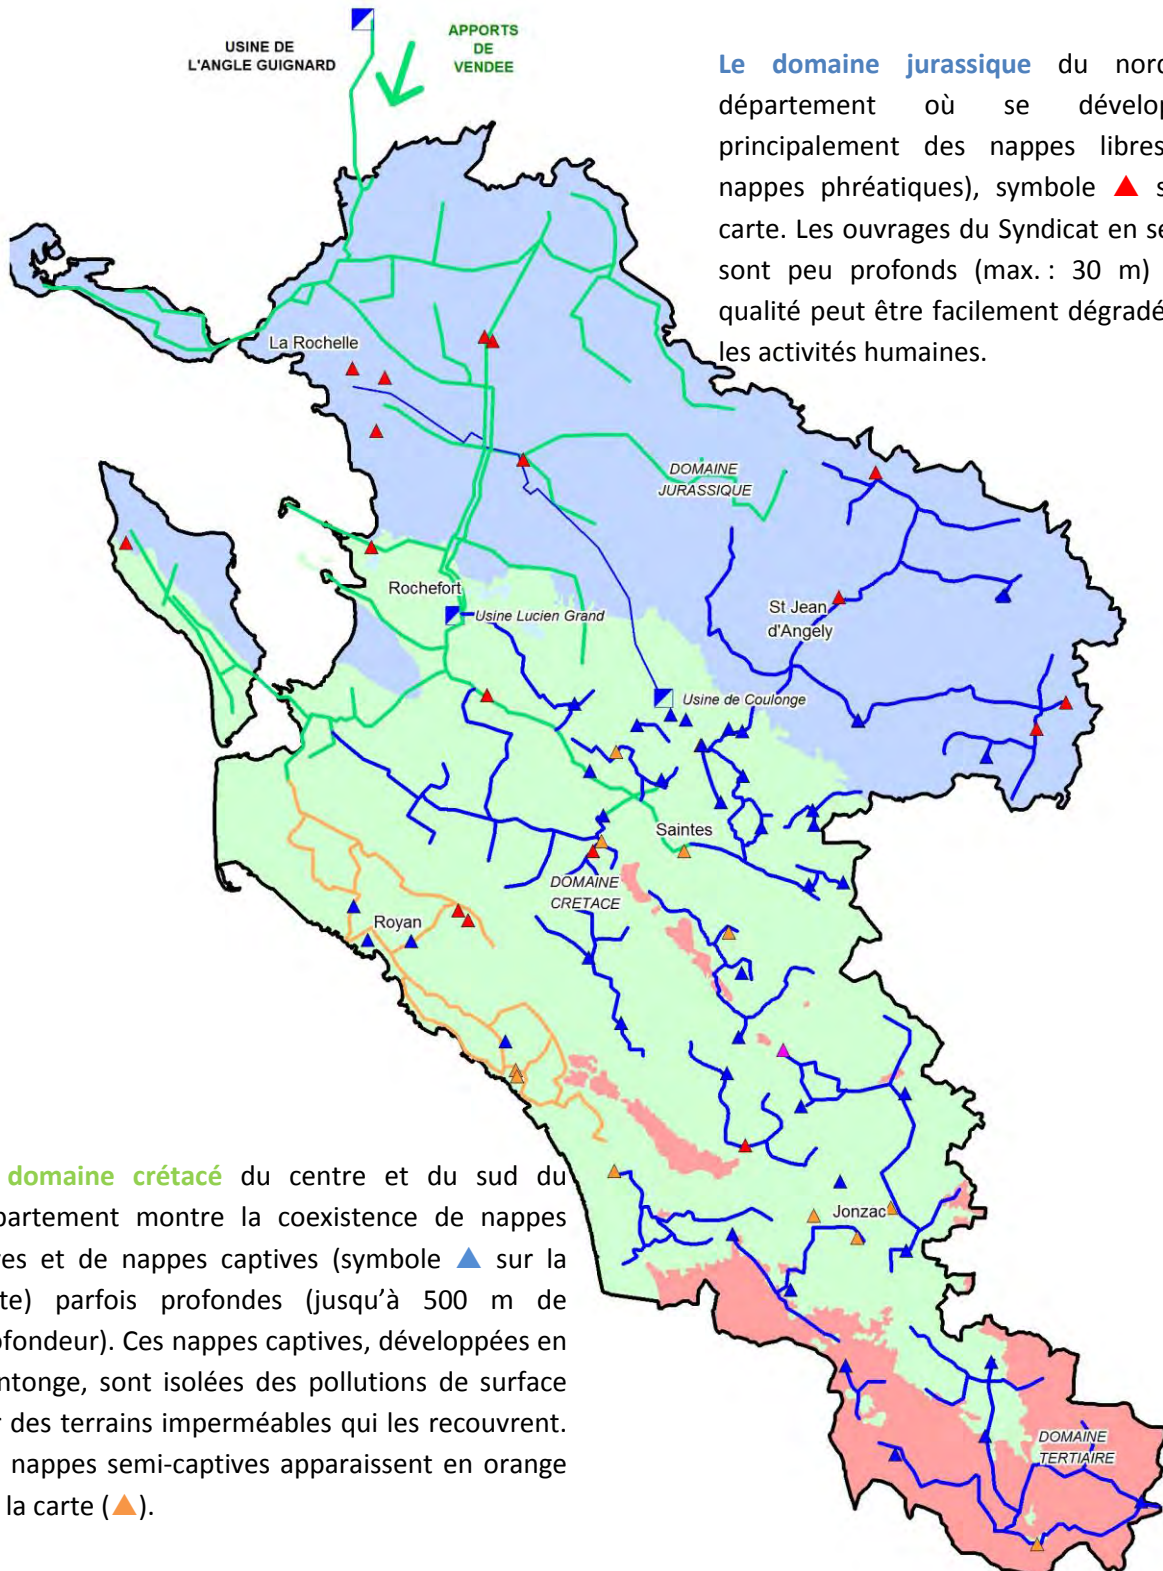 USINE DE
L'ANGLE GUIGNARD
APPORTS
DE
VENDEE
Le domaine jurassique du nord
département où se dévelop
principalement des nappes libres
nappes phréatiques), symbole ▲ s
carte. Les ouvrages du Syndicat en se
sont peu profonds (max. : 30 m)
qualité peut être facilement dégradé
les activités humaines.
La Rochelle
DOMAINE
JURASSIQUE
Rochefort
Usine Lucien Grand
St Jean
d'Angely
Usine de Coulonge
Saintes
DOMAINE
CRETACE
Royan
domaine crétacé du centre et du sud du
partement montre la coexistence de nappes
res et de nappes captives (symbole ▲ sur la
te) parfois profondes (jusqu'à 500 m de
ofondeur). Ces nappes captives, développées en
ntonge, sont isolées des pollutions de surface
r des terrains imperméables qui les recouvrent.
nappes semi-captives apparaissent en orange
la carte (▲).
Jonzac
DOMAINE
TERTIAIRE